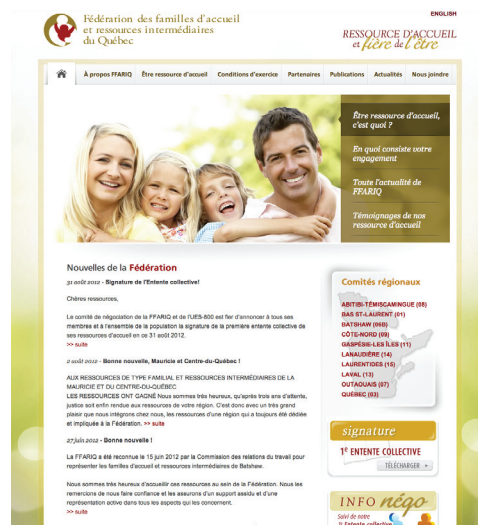 ENGLISH
Fédération des familles d'accueil
et ressources intermédiaires
du Québec
RESSOURCE D'ACCUEIL
et fière de l'être
À propos FFARIQ Être ressource d'accueil Conditions d'exercice Partenaires Publications Actualités Nous joindre
Être ressource d'accueil,
c'est quoi ?
En quoi consiste votre
engagement
Toute l'actualité de
FFARIQ
Témoignages de nos
ressource d'accueil
Nouvelles de la Fédération
31 août 2012 - Signature de l'Entente collective!
Chères ressources,
Le comité de négociation de la FFARIQ et de l'UES-800 est fier d'annoncer à tous ses
membres et à l'ensemble de la population la signature de la première entente collective de
ses ressources d'accueil en ce 31 août 2012.
>> suite
2 août 2012 - Bonne nouvelle, Mauricie et Centre-du-Québec !
AUX RESSOURCES DE TYPE FAMILIAL ET RESSOURCES INTERMÉDIAIRES DE LA
MAURICIE ET DU CENTRE-DU-QUÉBEC
LES RESSOURCES ONT GAGNÉ Nous sommes très heureux, qu'après trois ans d'attente,
justice soit enfin rendue aux ressources de votre région. C'est donc avec un très grand
plaisir que nous intégrons chez nous, les ressources d'une région qui a toujours été dédiée
et impliquée à la Fédération. >> suite
27 juin 2012 - Bonne nouvelle !
La FFARIQ a été reconnue le 15 juin 2012 par la Commission des relations du travail pour
représenter les familles d'accueil et ressources intermédiaires de Batshaw.
Nous sommes très heureux d'accueillir ces ressources au sein de la Fédération. Nous les
remercions de nous faire confiance et les assurons d'un support assidu et d'une
représentation active dans tous les aspects qui les concernent.
>> suite
Comités régionaux
ABITIBI-TÉMISCAMINGUE (08)
BAS ST-LAURENT (01)
BATSHAW (06B)
CÔTE-NORD (09)
GASPÉSIE-LES ÎLES (11)
LANAUDIÈRE (14)
LAURENTIDES (15)
LAVAL (13)
OUTAOUAIS (07)
QUÉBEC (03)
signature
1e ENTENTE COLLECTIVE
TÉLÉCHARGER
INFO négo
Suivi de notre
1e Entente collective